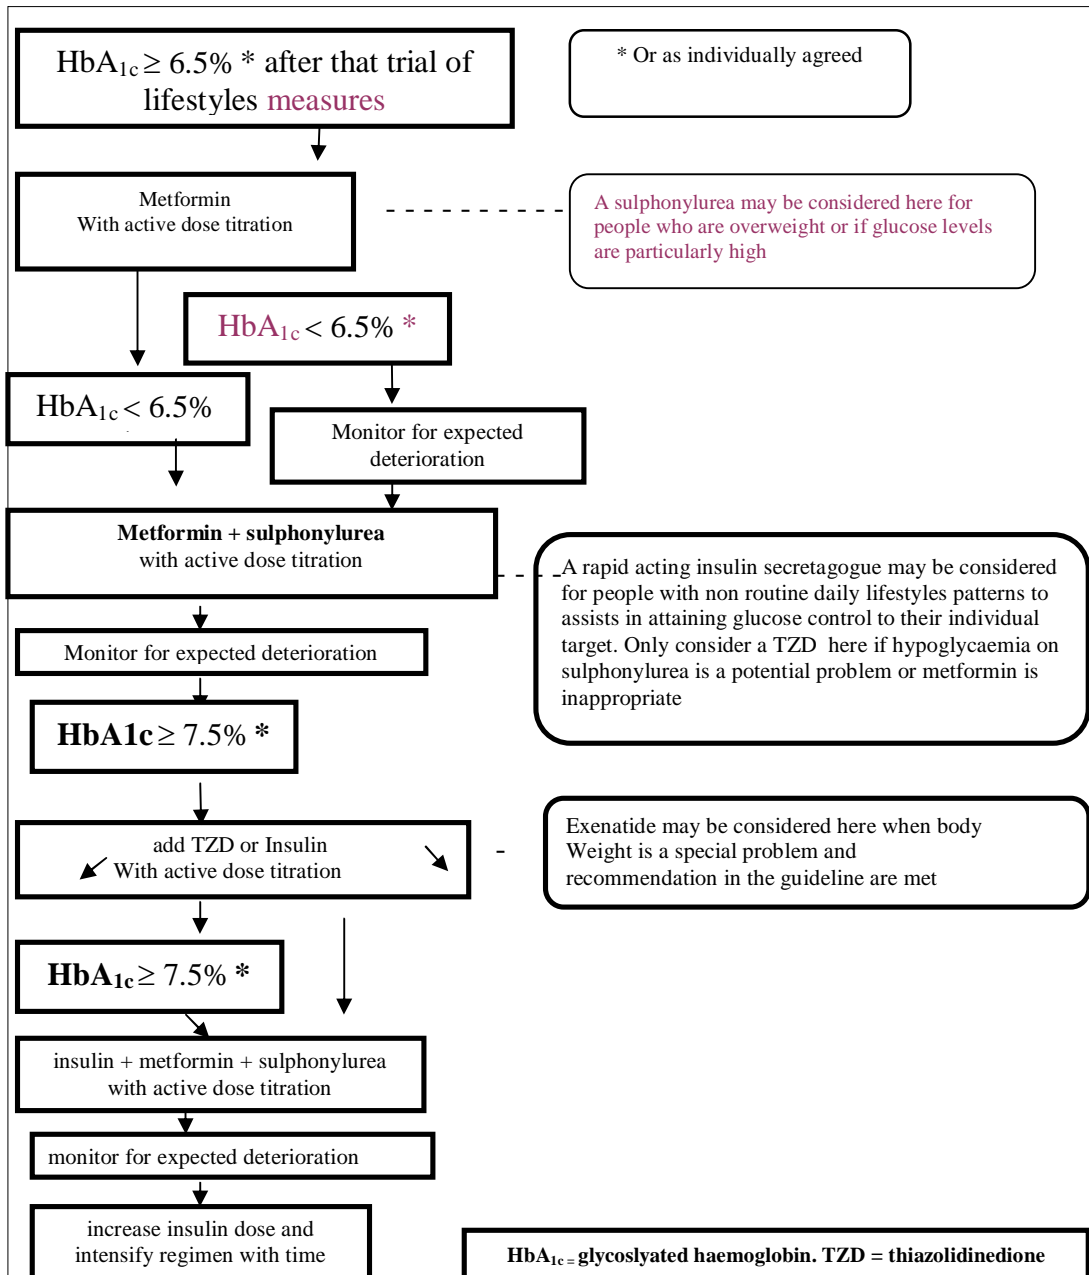 HbA1c ≥ 6.5% * after that trial of
lifestyles measures
* Or as individually agreed
Metformin
With active dose titration
A sulphonylurea may be considered here for
people who are overweight or if glucose levels
are particularly high
HbA1c < 6.5% *
HbA1c < 6.5%
Monitor for expected
deterioration
Metformin + sulphonylurea
with active dose titration
A rapid acting insulin secretagogue may be considered
for people with non routine daily lifestyles patterns to
assists in attaining glucose control to their individual
target. Only consider a TZD here if hypoglycaemia on
sulphonylurea is a potential problem or metformin is
inappropriate
Monitor for expected deterioration
HbA1c ≥ 7.5% *
add TZD or Insulin
With active dose titration
Exenatide may be considered here when body
Weight is a special problem and
recommendation in the guideline are met
HbA1c ≥ 7.5% *
insulin + metformin + sulphonylurea
with active dose titration
monitor for expected deterioration
increase insulin dose and
intensify regimen with time
HbA1c = glycoslyated haemoglobin. TZD = thiazolidinedione